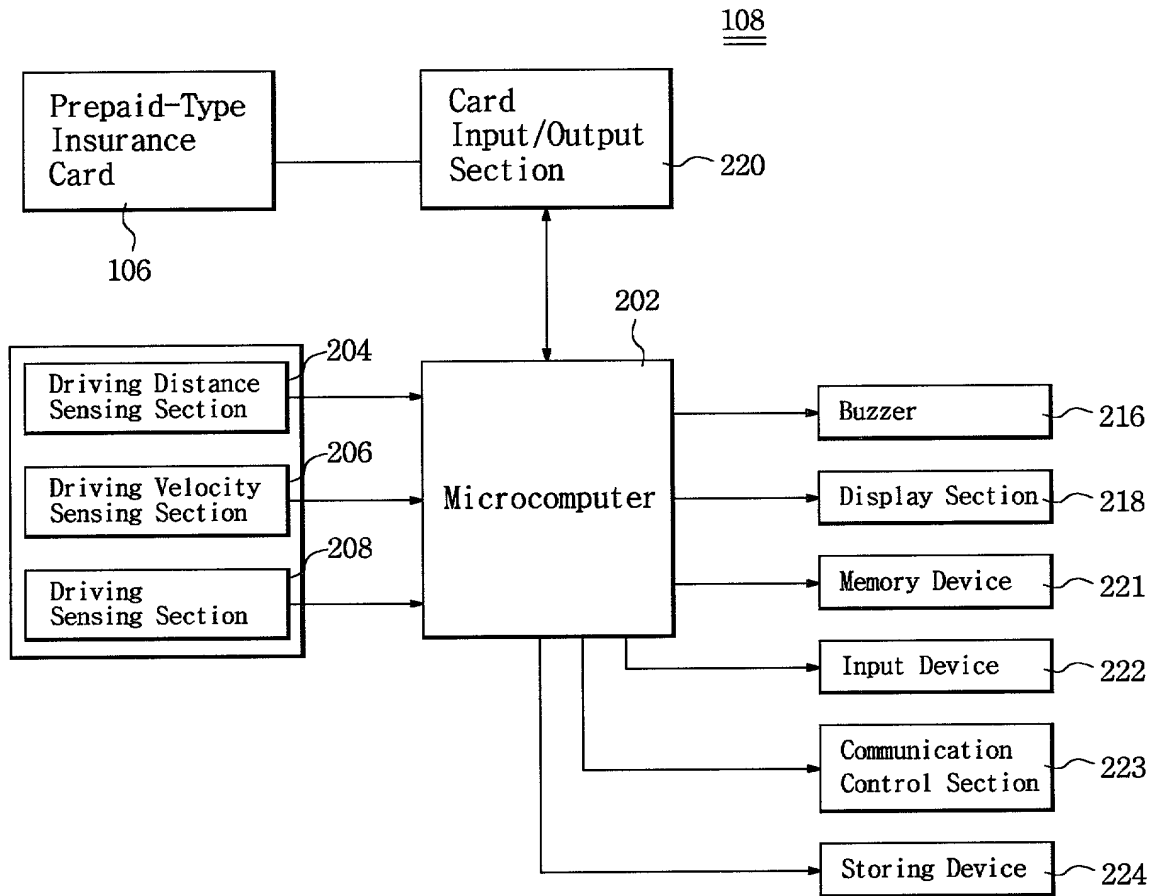 108
Prepaid-Type
Insurance
Card
106
Card
Input/Output
Section
220
202
Driving Distance
Sensing Section
204
Driving Velocity
Sensing Section
206
Driving
Sensing Section
208
Microcomputer
Buzzer
216
Display Section
218
Memory Device
221
Input Device
222
Communication
Control Section
223
Storing Device
224